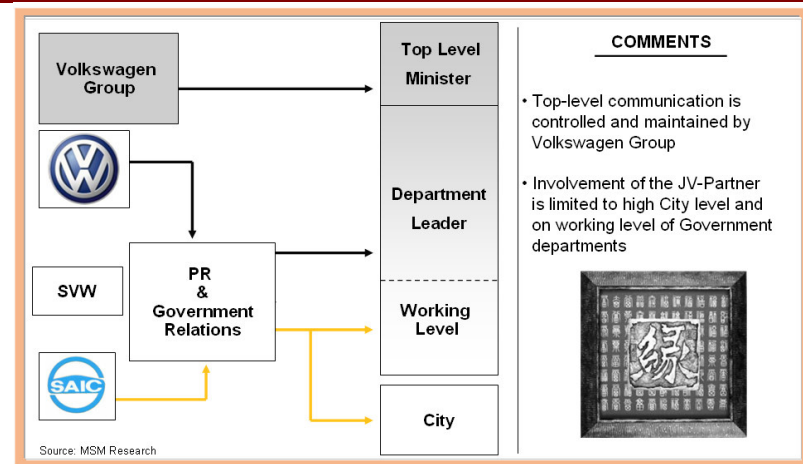 Volkswagen
Group
SVW
SAIC
PR
&
Government
Relations
Top Level
Minister
Department
Leader
Working
Level
City
Source: MSM Research
COMMENTS
• Top-level communication is
controlled and maintained by
Volkswagen Group
• Involvement of the JV-Partner
is limited to high City level and
on working level of Government
departments
緣